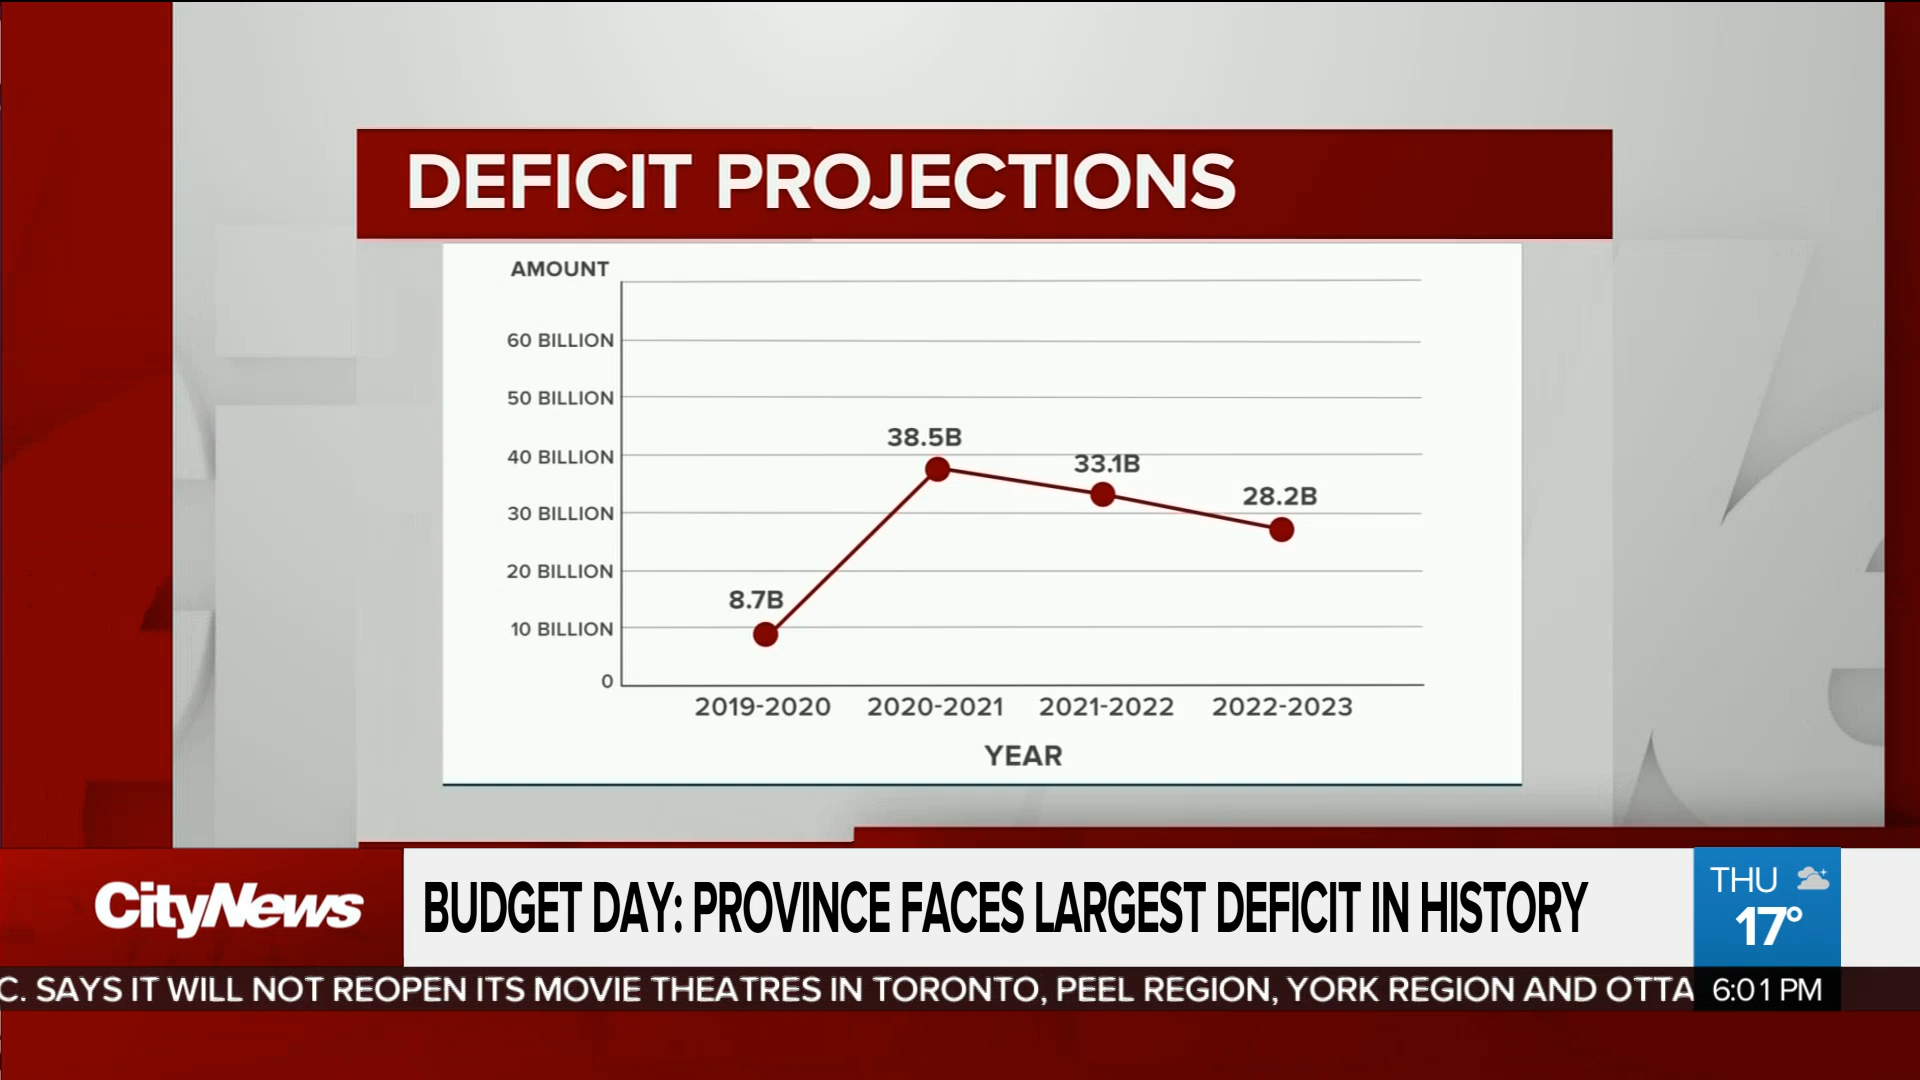 DEFICIT PROJECTIONS
AMOUNT
60 BILLION
50 BILLION
40 BILLION
30 BILLION
20 BILLION
10 BILLION
0
8.7B
38.5B
33.1B
28.2B
2019-2020 2020-2021 2021-2022 2022-2023
YEAR
CityNews
BUDGET DAY: PROVINCE FACES LARGEST DEFICIT IN HISTORY
THU
17°
C. SAYS IT WILL NOT REOPEN ITS MOVIE THEATRES IN TORONTO, PEEL REGION, YORK REGION AND OTTA
6:01 PM